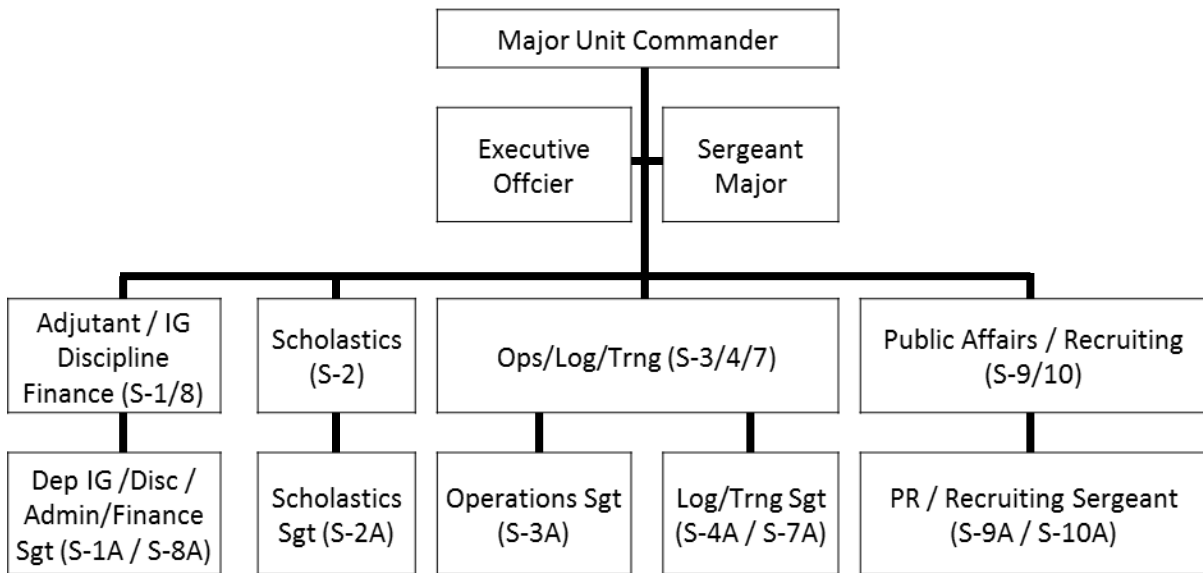 Major Unit Commander
Executive
Offcier
Sergeant
Major
Adjutant / IG
Discipline
Finance (S-1/8)
Scholastics
(S-2)
Ops/Log/Trng (S-3/4/7)
Public Affairs / Recruiting
(S-9/10)
Dep IG /Disc /
Admin/Finance
Sgt (S-1A / S-8A)
Scholastics
Sgt (S-2A)
Operations Sgt
(S-3A)
Log/Trng Sgt
(S-4A / S-7A)
PR / Recruiting Sergeant
(S-9A / S-10A)